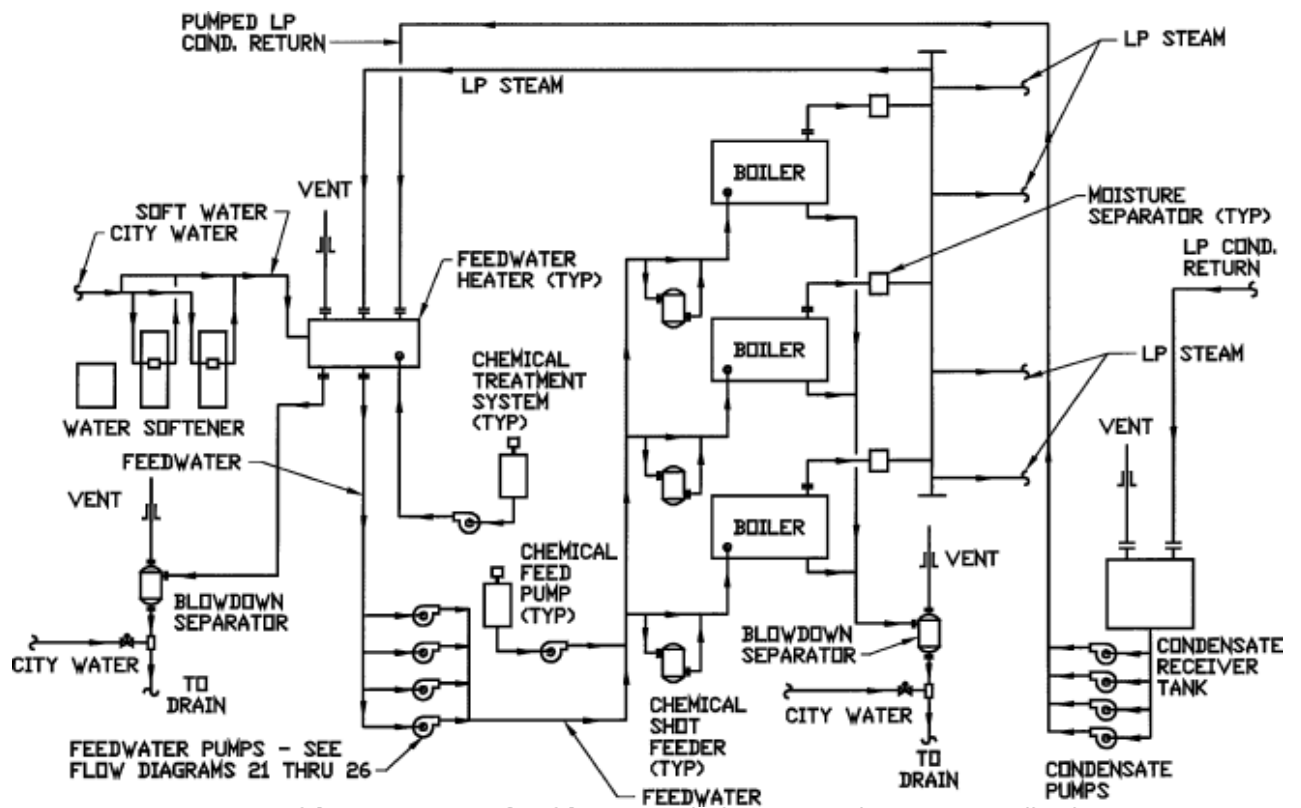 PUMPED LP
COND. RETURN
LP STEAM
LP STEAM
BOILER
VENT
SOFT WATER
CITY WATER
MOISTURE
SEPARATOR (TYP)
FEEDWATER
HEATER (TYP)
LP COND.
RETURN
BOILER
CHEMICAL
TREATMENT
SYSTEM
(TYP)
LP STEAM
WATER SOFTENER
VENT
FEEDWATER
VENT
BOILER
CHEMICAL
FEED
PUMP
(TYP)
VENT
BLOWDOWN
SEPARATOR
BLOWDOWN
SEPARATOR
CONDENSATE
RECEIVER
TANK
CITY WATER
TO
DRAIN
CHEMICAL
SHOT
FEEDER
(TYP)
CITY WATER
FEEDWATER PUMPS - SEE
FLOW DIAGRAMS 21 THRU 26
TO
DRAIN
CONDENSATE
PUMPS
FEEDWATER